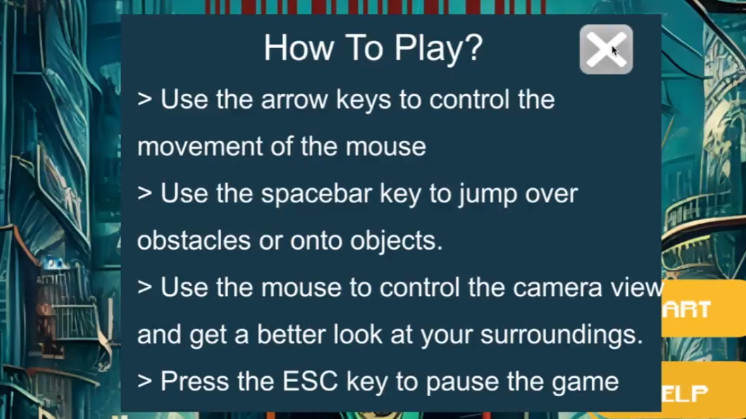 How To Play?
> Use the arrow keys to control the
movement of the mouse
> Use the spacebar key to jump over
obstacles or onto objects.
> Use the mouse to control the camera view
ART
and get a better look at your surroundings.
> Press the ESC key to pause the game
ELP